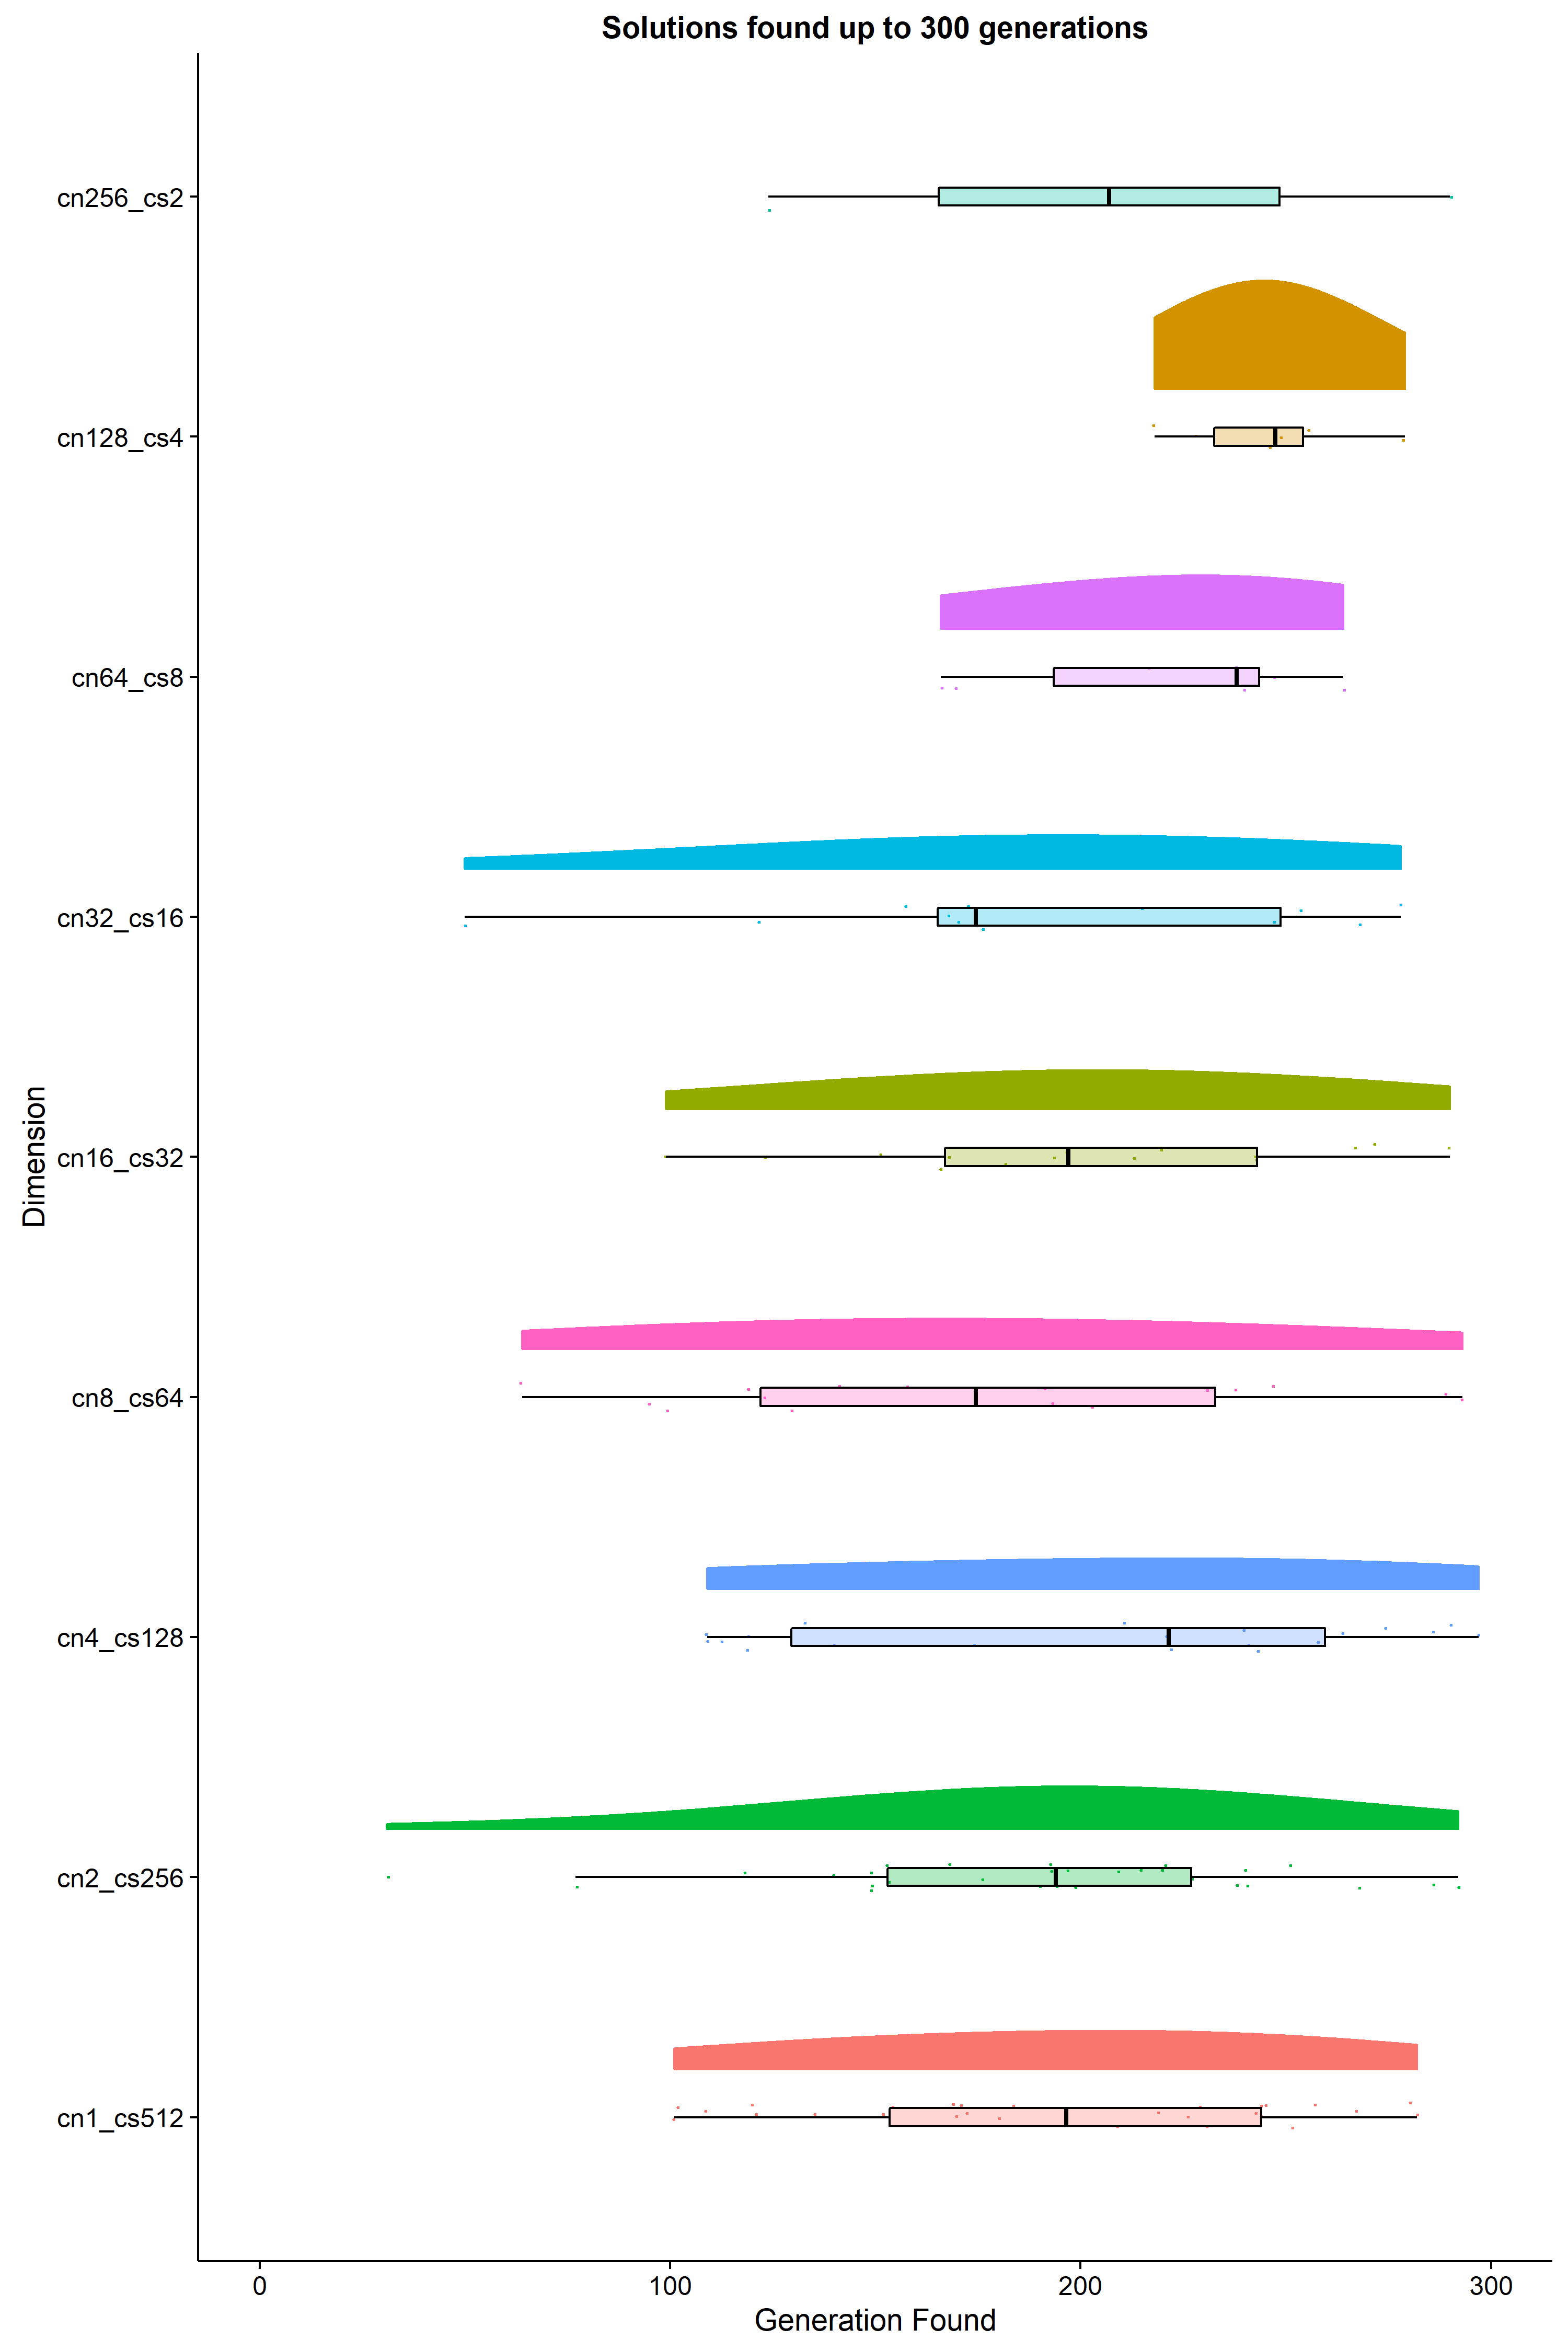 Solutions found up to 300 generations
cn256_cs2
cn128_cs4
cn64_cs8
cn32_cs16
cn16_cs32
cn8_cs64
cn4_cs128
cn2_cs256
cn1_cs512
Dimension
0 100 200 300
Generation Found